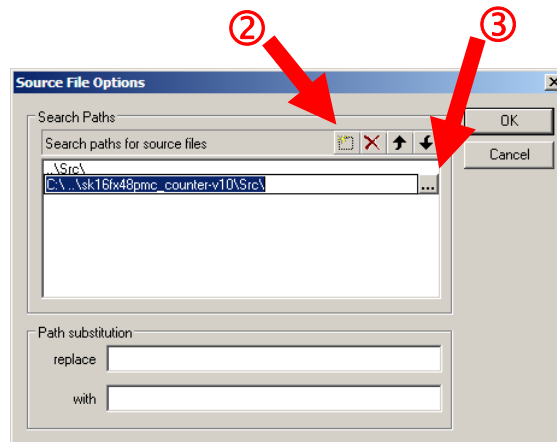 ② ③
Source File Options
Search Paths
OK
Search paths for source files
Cancel
..\Src\
C:\..\sk16fx48pmc_counter-v10\Src\
...
Path substitution
replace
with